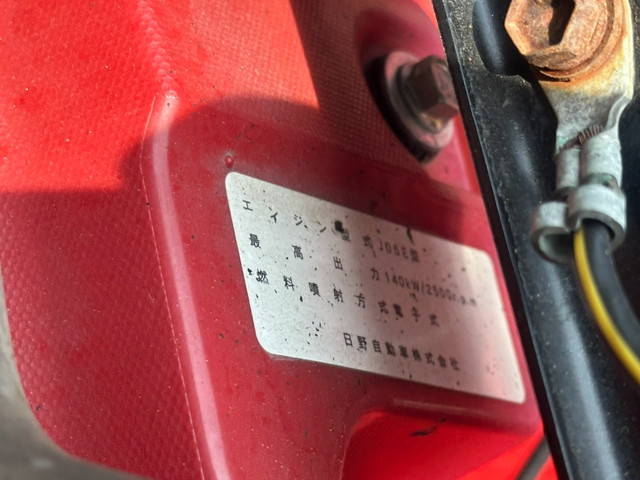 エンジン型式J05E型
最高出力140kW/2500r.p.m
燃料噴射方式電子式
日野自動車株式会社